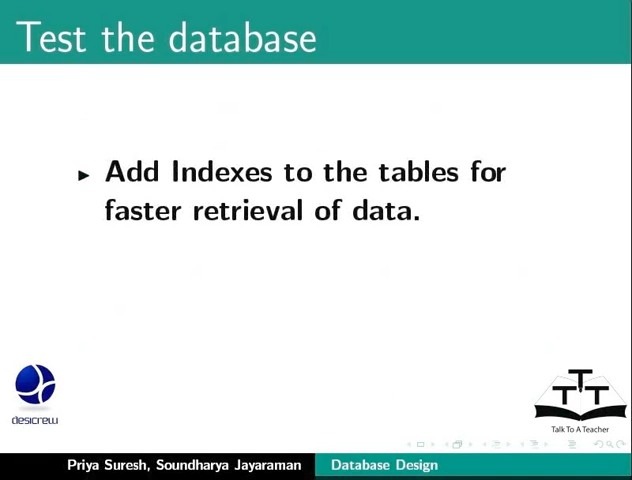 Test the database
Add Indexes to the tables for
faster retrieval of data.
desicrew
TTT
Talk To A Teacher
Priya Suresh, Soundharya Jayaraman
Database Design